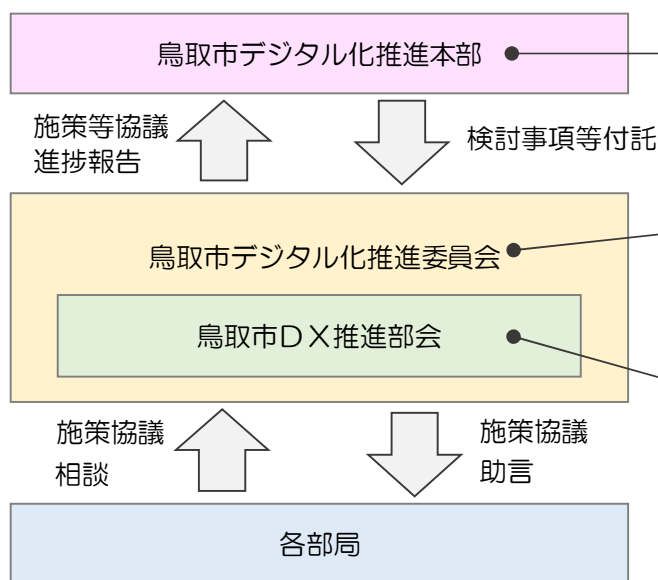 鳥取市デジタル化推進本部
施策等協議
進捗報告
検討事項等付託
鳥取市デジタル化推進委員会
鳥取市DX推進部会
施策協議
相談
施策協議
助言
各部局